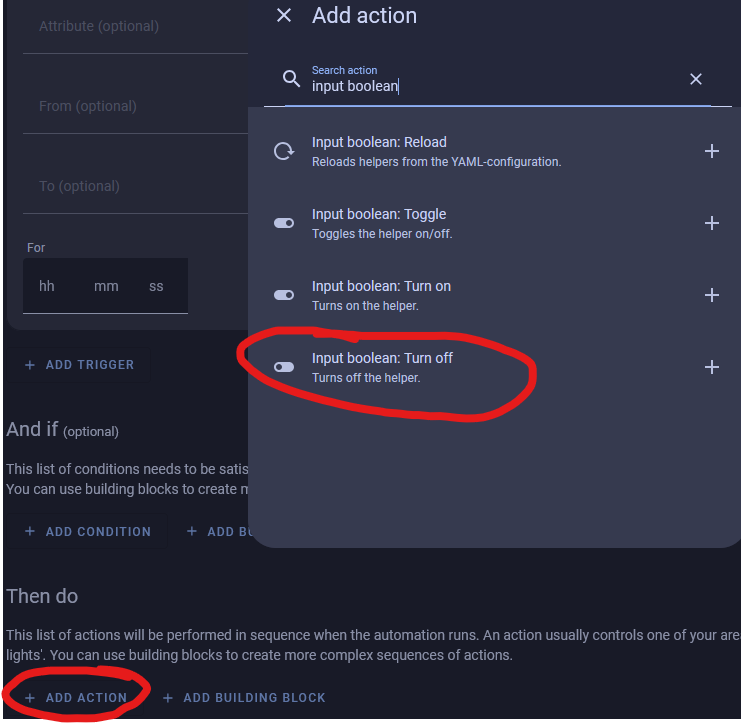 Attribute (optional)
From (optional)
To (optional)
For
hh mm ss
+ ADD TRIGGER
And if (optional)
This list of conditions needs to be satis
You can use building blocks to create m
+ ADD CONDITION + ADD BU
Then do
This list of actions will be performed in sequence when the automation runs. An action usually controls one of your are
lights'. You can use building blocks to create more complex sequences of actions.
+ ADD ACTION + ADD BUILDING BLOCK
Add action
Search action
input boolean
Input boolean: Reload
Reloads helpers from the YAML-configuration.
Input boolean: Toggle
Toggles the helper on/off.
Input boolean: Turn on
Turns on the helper.
Input boolean: Turn off
Turns off the helper.